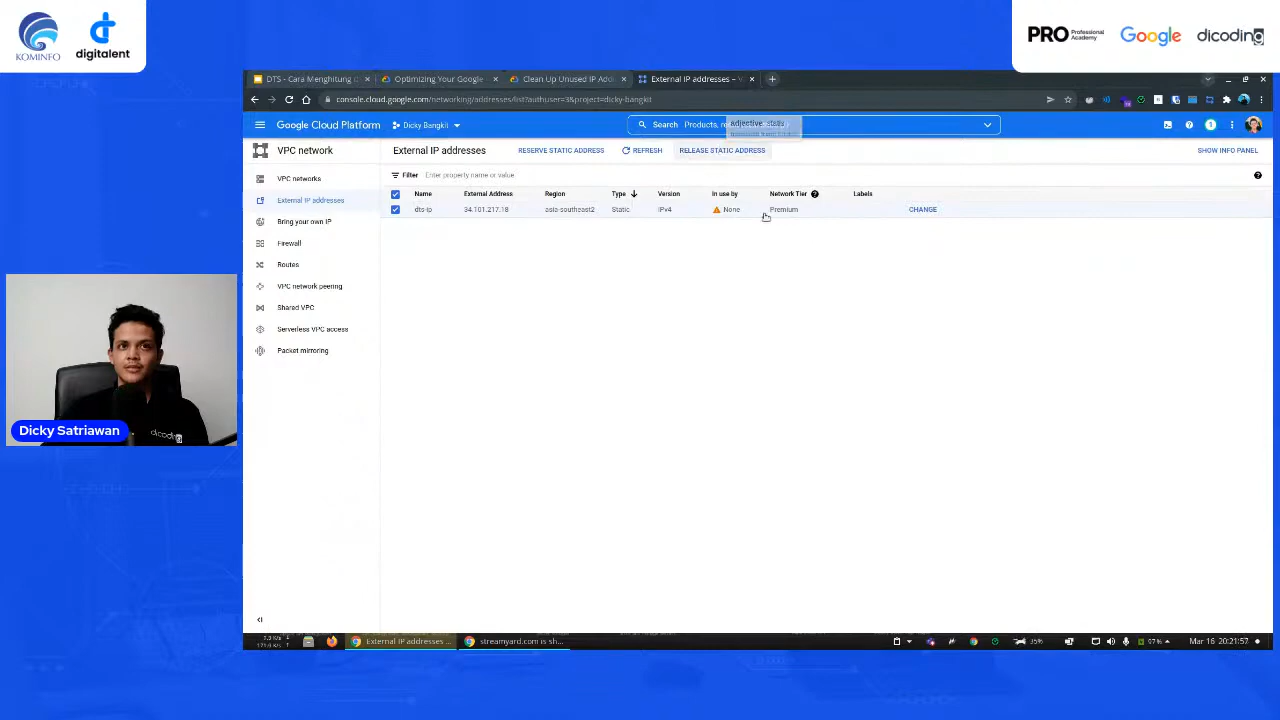 KOMINFO
digitalent
PRO Professional Academy
Google
dicoding
DTS - Cara Menghitung
Optimizing Your Google
Clean Up Unused IP Add
External IP addresses – V
console.cloud.google.com/networking/addresses/list?authuser=3&project=dicky-bangkit
Google Cloud Platform
Dicky Bangkit
Search Products, re
adjective
1
VPC network
External IP addresses
RESERVE STATIC ADDRESS
REFRESH
RELEASE STATIC ADDRESS
SHOW INFO PANEL
VPC networks
External IP addresses
Bring your own IP
Firewall
Routes
VPC network peering
Shared VPC
Serverless VPC access
Packet mirroring
Filter Enter property name or value
Name External Address Region Type Version In use by Network Tier Labels
dts-ip 34.101.217.18 asia-southeast2 Static IPv4 None Premium CHANGE
dicoding
Dicky Satriawan
External IP addresses ...
streamyard.com is sh...
35%
97%
Mar 16 20:21:57